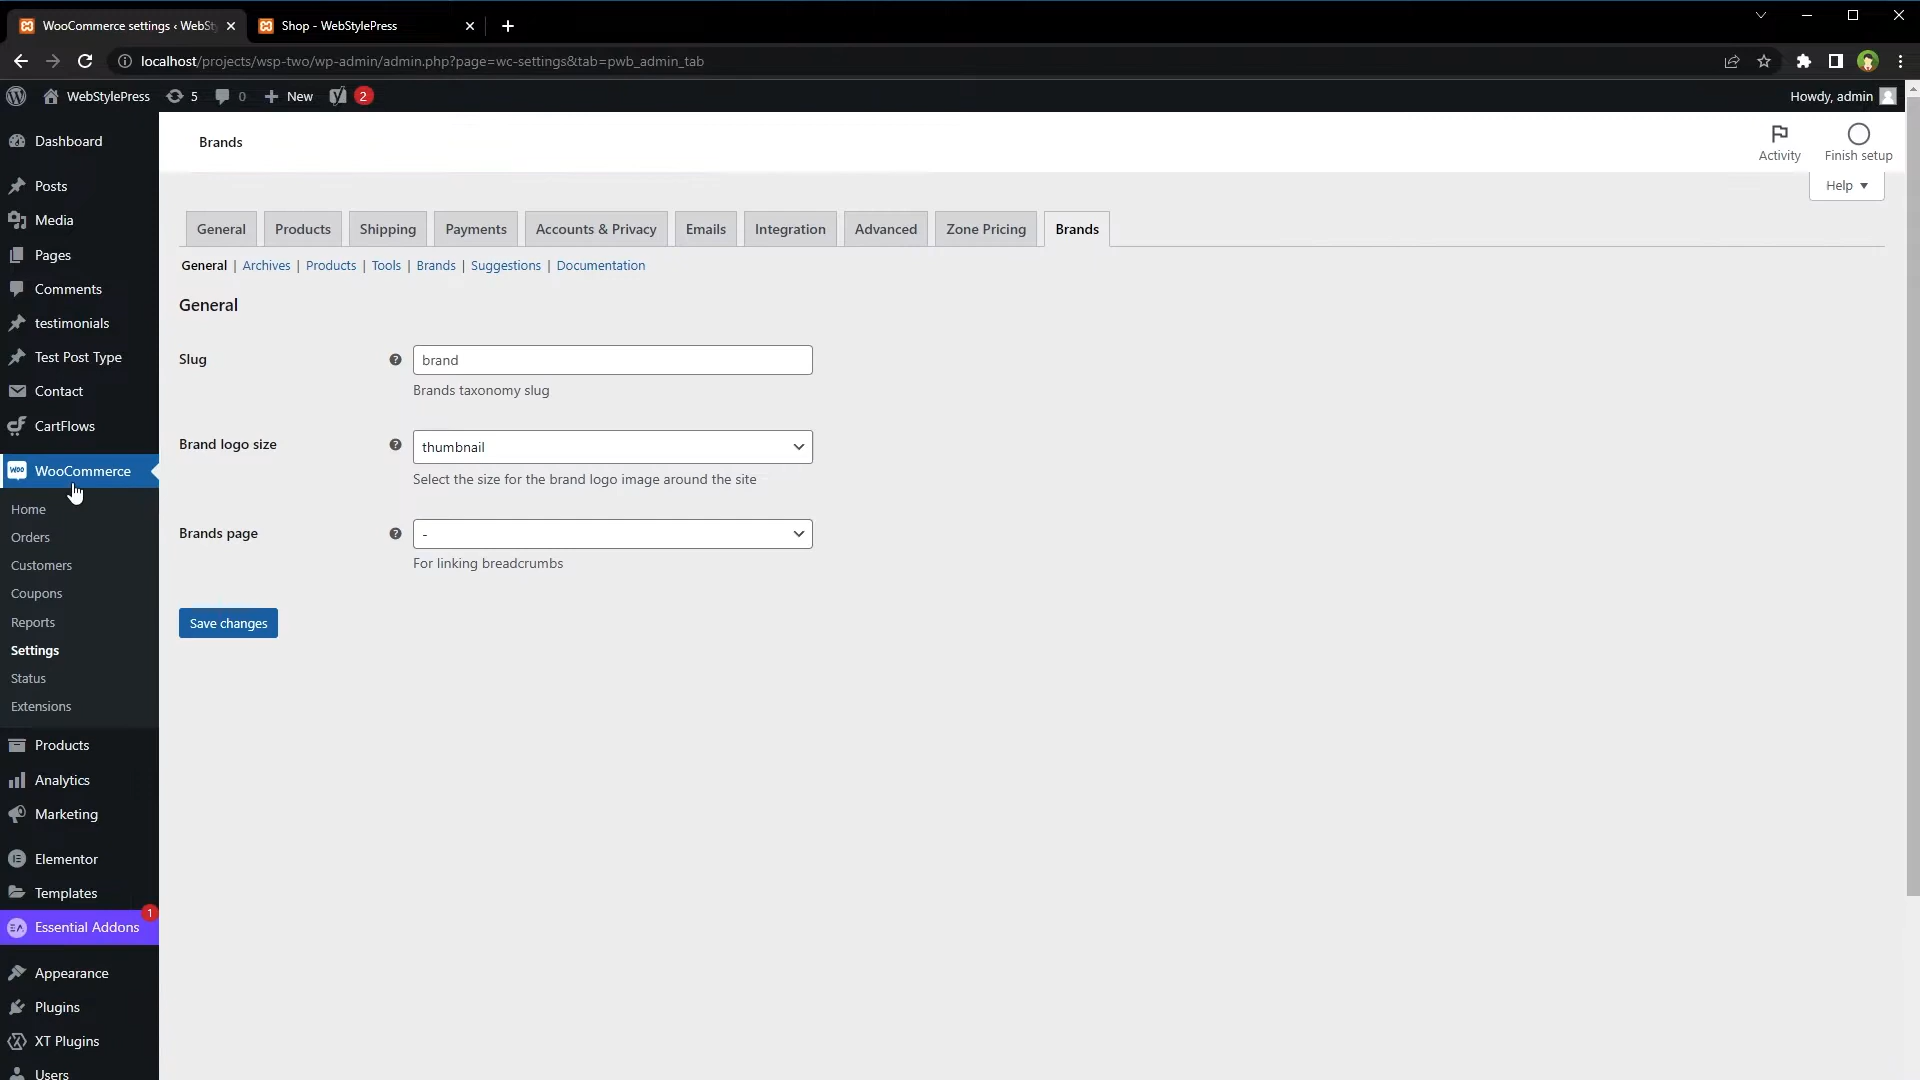 WooCommerce settings ‹ WebSt
Shop - WebStylePress
localhost/projects/wsp-two/wp-admin/admin.php?page=wc-settings&tab=pwb_admin_tab
WebStylePress 5 0 New 2 Howdy, admin
Dashboard
Posts
Media
Pages
Comments
testimonials
Test Post Type
Contact
CartFlows
WooCommerce
Home
Orders
Customers
Coupons
Reports
Settings
Status
Extensions
Products
Analytics
Marketing
Elementor
Templates
Essential Addons 1
Appearance
Plugins
XT Plugins
Users
Brands
Activity
Finish setup
Help
General Products Shipping Payments Accounts & Privacy Emails Integration Advanced Zone Pricing Brands
General | Archives | Products | Tools | Brands | Suggestions | Documentation
General
Slug
brand
Brands taxonomy slug
Brand logo size
thumbnail
Select the size for the brand logo image around the site
Brands page
-
For linking breadcrumbs
Save changes